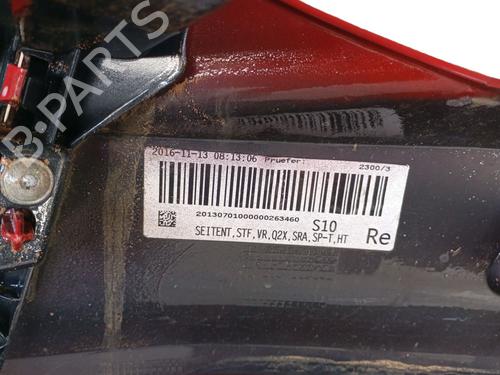 B-PARTS
2016-11-13 08:13:06 Pruefer: 2300/3
2013070100000263460 S10
SEITENT,STF,VR,Q2X,SRA,SP-T,HT Re